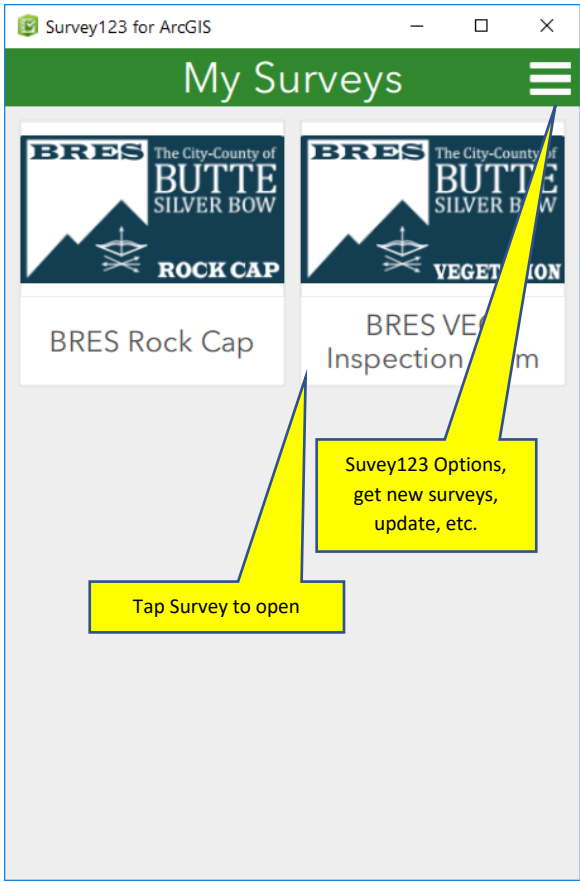 Survey123 for ArcGIS
My Surveys
BRES The City-County of
BUTTE
SILVER BOW
ROCK CAP
BRES The City-County of
BUTTE
SILVER BOW
BRES Rock Cap
BRES
Inspection
Suvey123 Options,
get new surveys,
update, etc.
Tap Survey to open